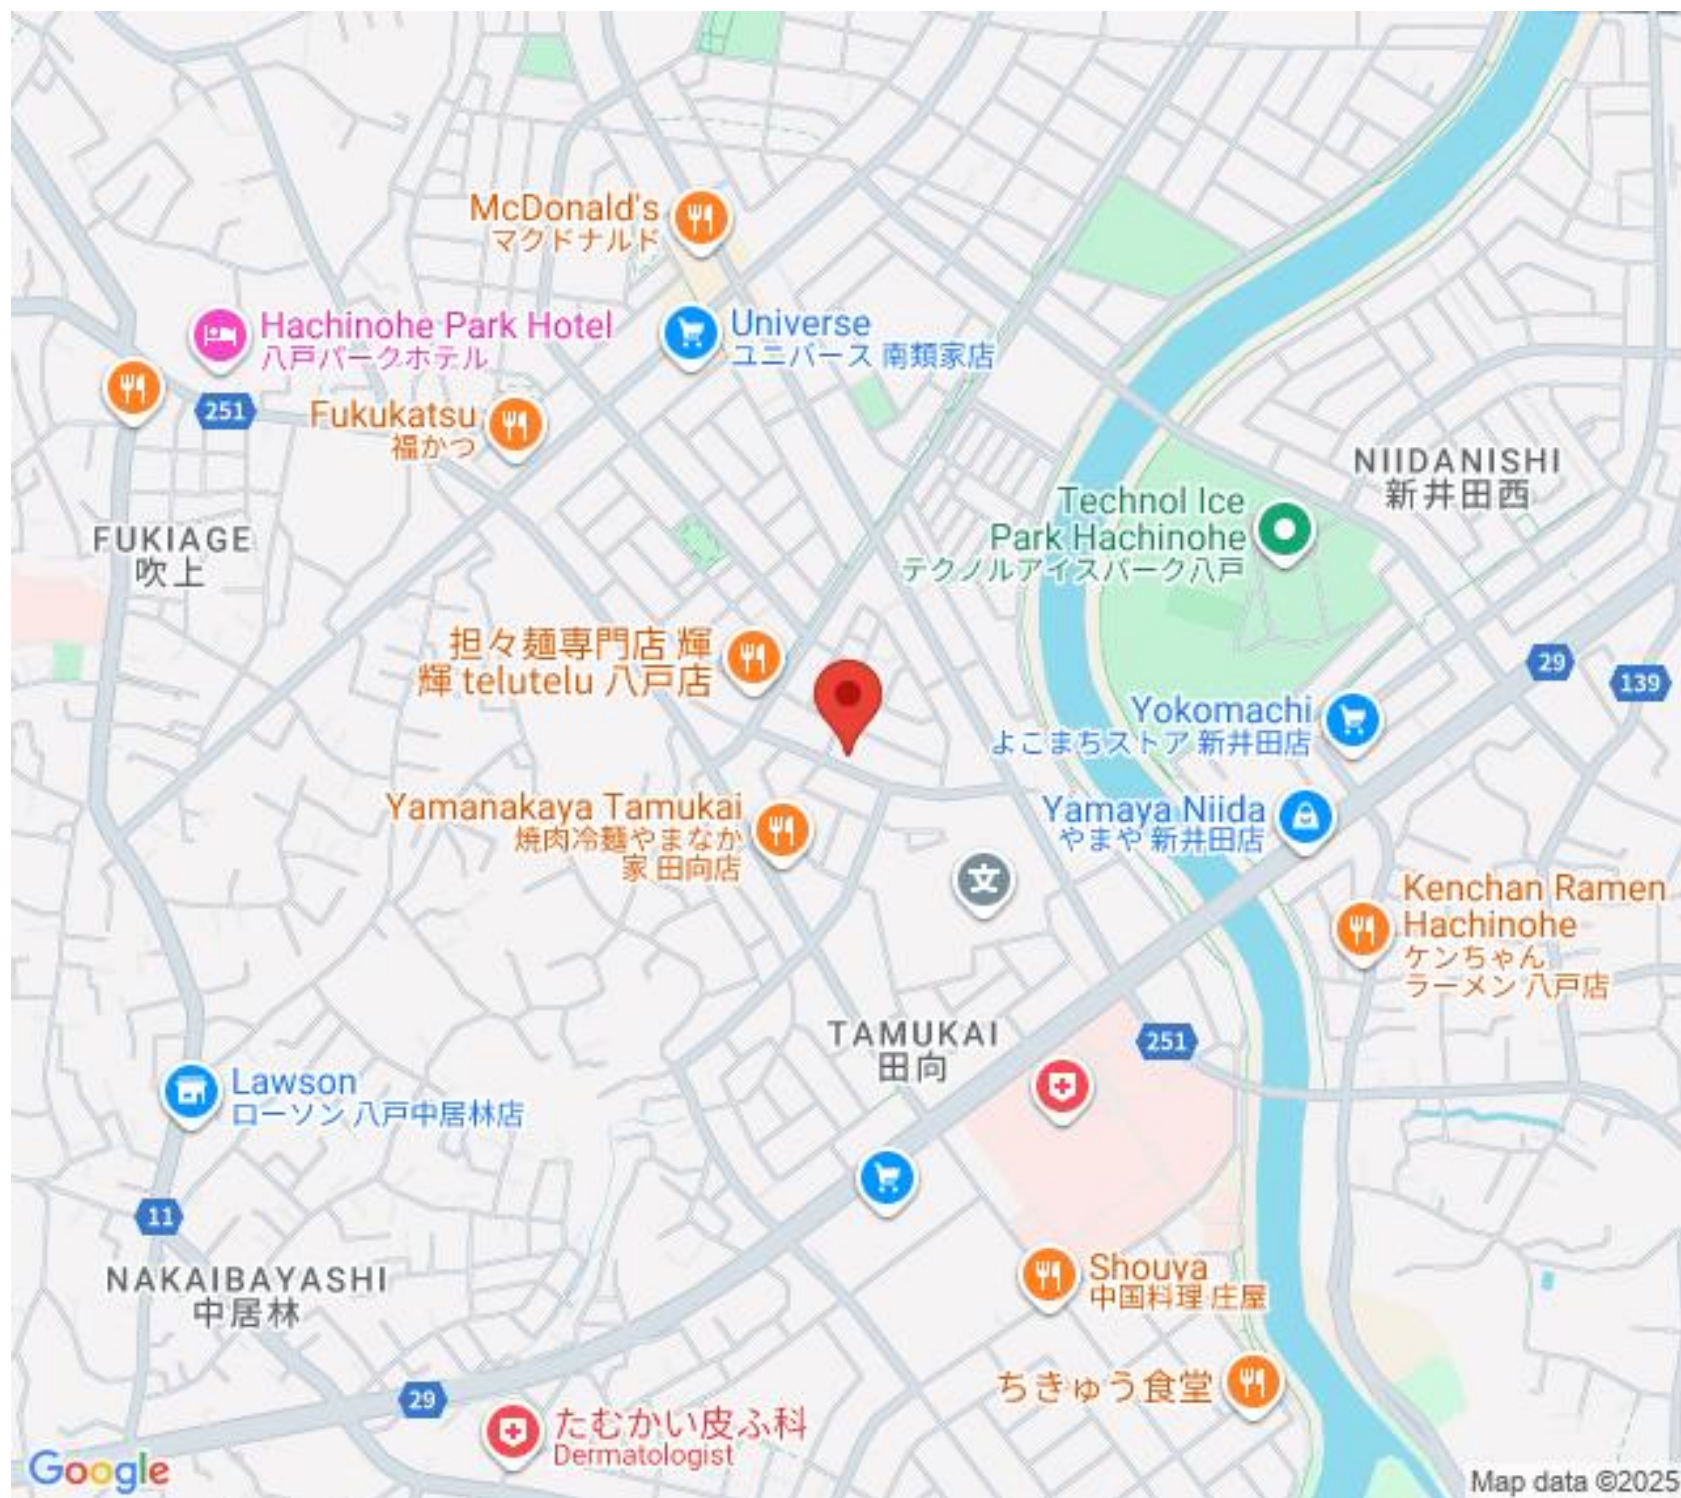 McDonald's
マクドナルド
Hachinohe Park Hotel
八戸パークホテル
Universe
ユニバース 南類家店
251
Fukukatsu
福かつ
NIIDANISHI
新井田西
Technol Ice
Park Hachinohe
テクノルアイスパーク八戸
FUKIAGE
吹上
担々麺専門店 輝
輝 telutelu 八戸店
29
139
Yokomachi
よこまちストア 新井田店
Yamanakaya Tamukai
焼肉冷麺やまなか
家 田向店
Yamaya Niida
やまや 新井田店
文
Kenchan Ramen
Hachinohe
ケンちゃん
ラーメン 八戸店
TAMUKAI
田向
251
Lawson
ローソン 八戸中居林店
11
NAKAIBAYASHI
中居林
Shouya
中国料理 庄屋
ちきゅう食堂
29
たむかい皮ふ科
Dermatologist
Google
Map data ©2025